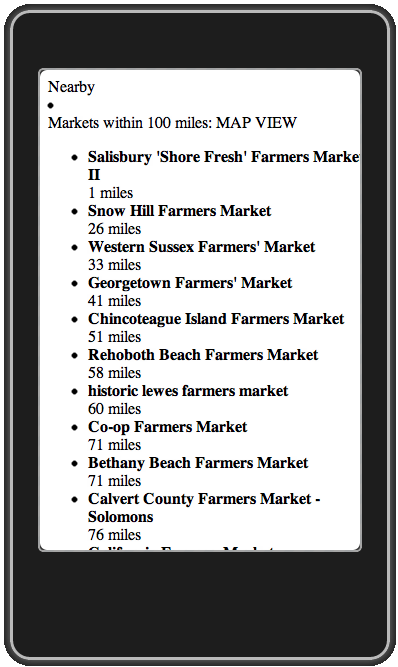 Nearby
Markets within 100 miles: MAP VIEW
Salisbury 'Shore Fresh' Farmers Market
II
1 miles
Snow Hill Farmers Market
26 miles
Western Sussex Farmers' Market
33 miles
Georgetown Farmers' Market
41 miles
Chincoteague Island Farmers Market
51 miles
Rehoboth Beach Farmers Market
58 miles
historic lewes farmers market
60 miles
Co-op Farmers Market
71 miles
Bethany Beach Farmers Market
71 miles
Calvert County Farmers Market -
Solomons
76 miles